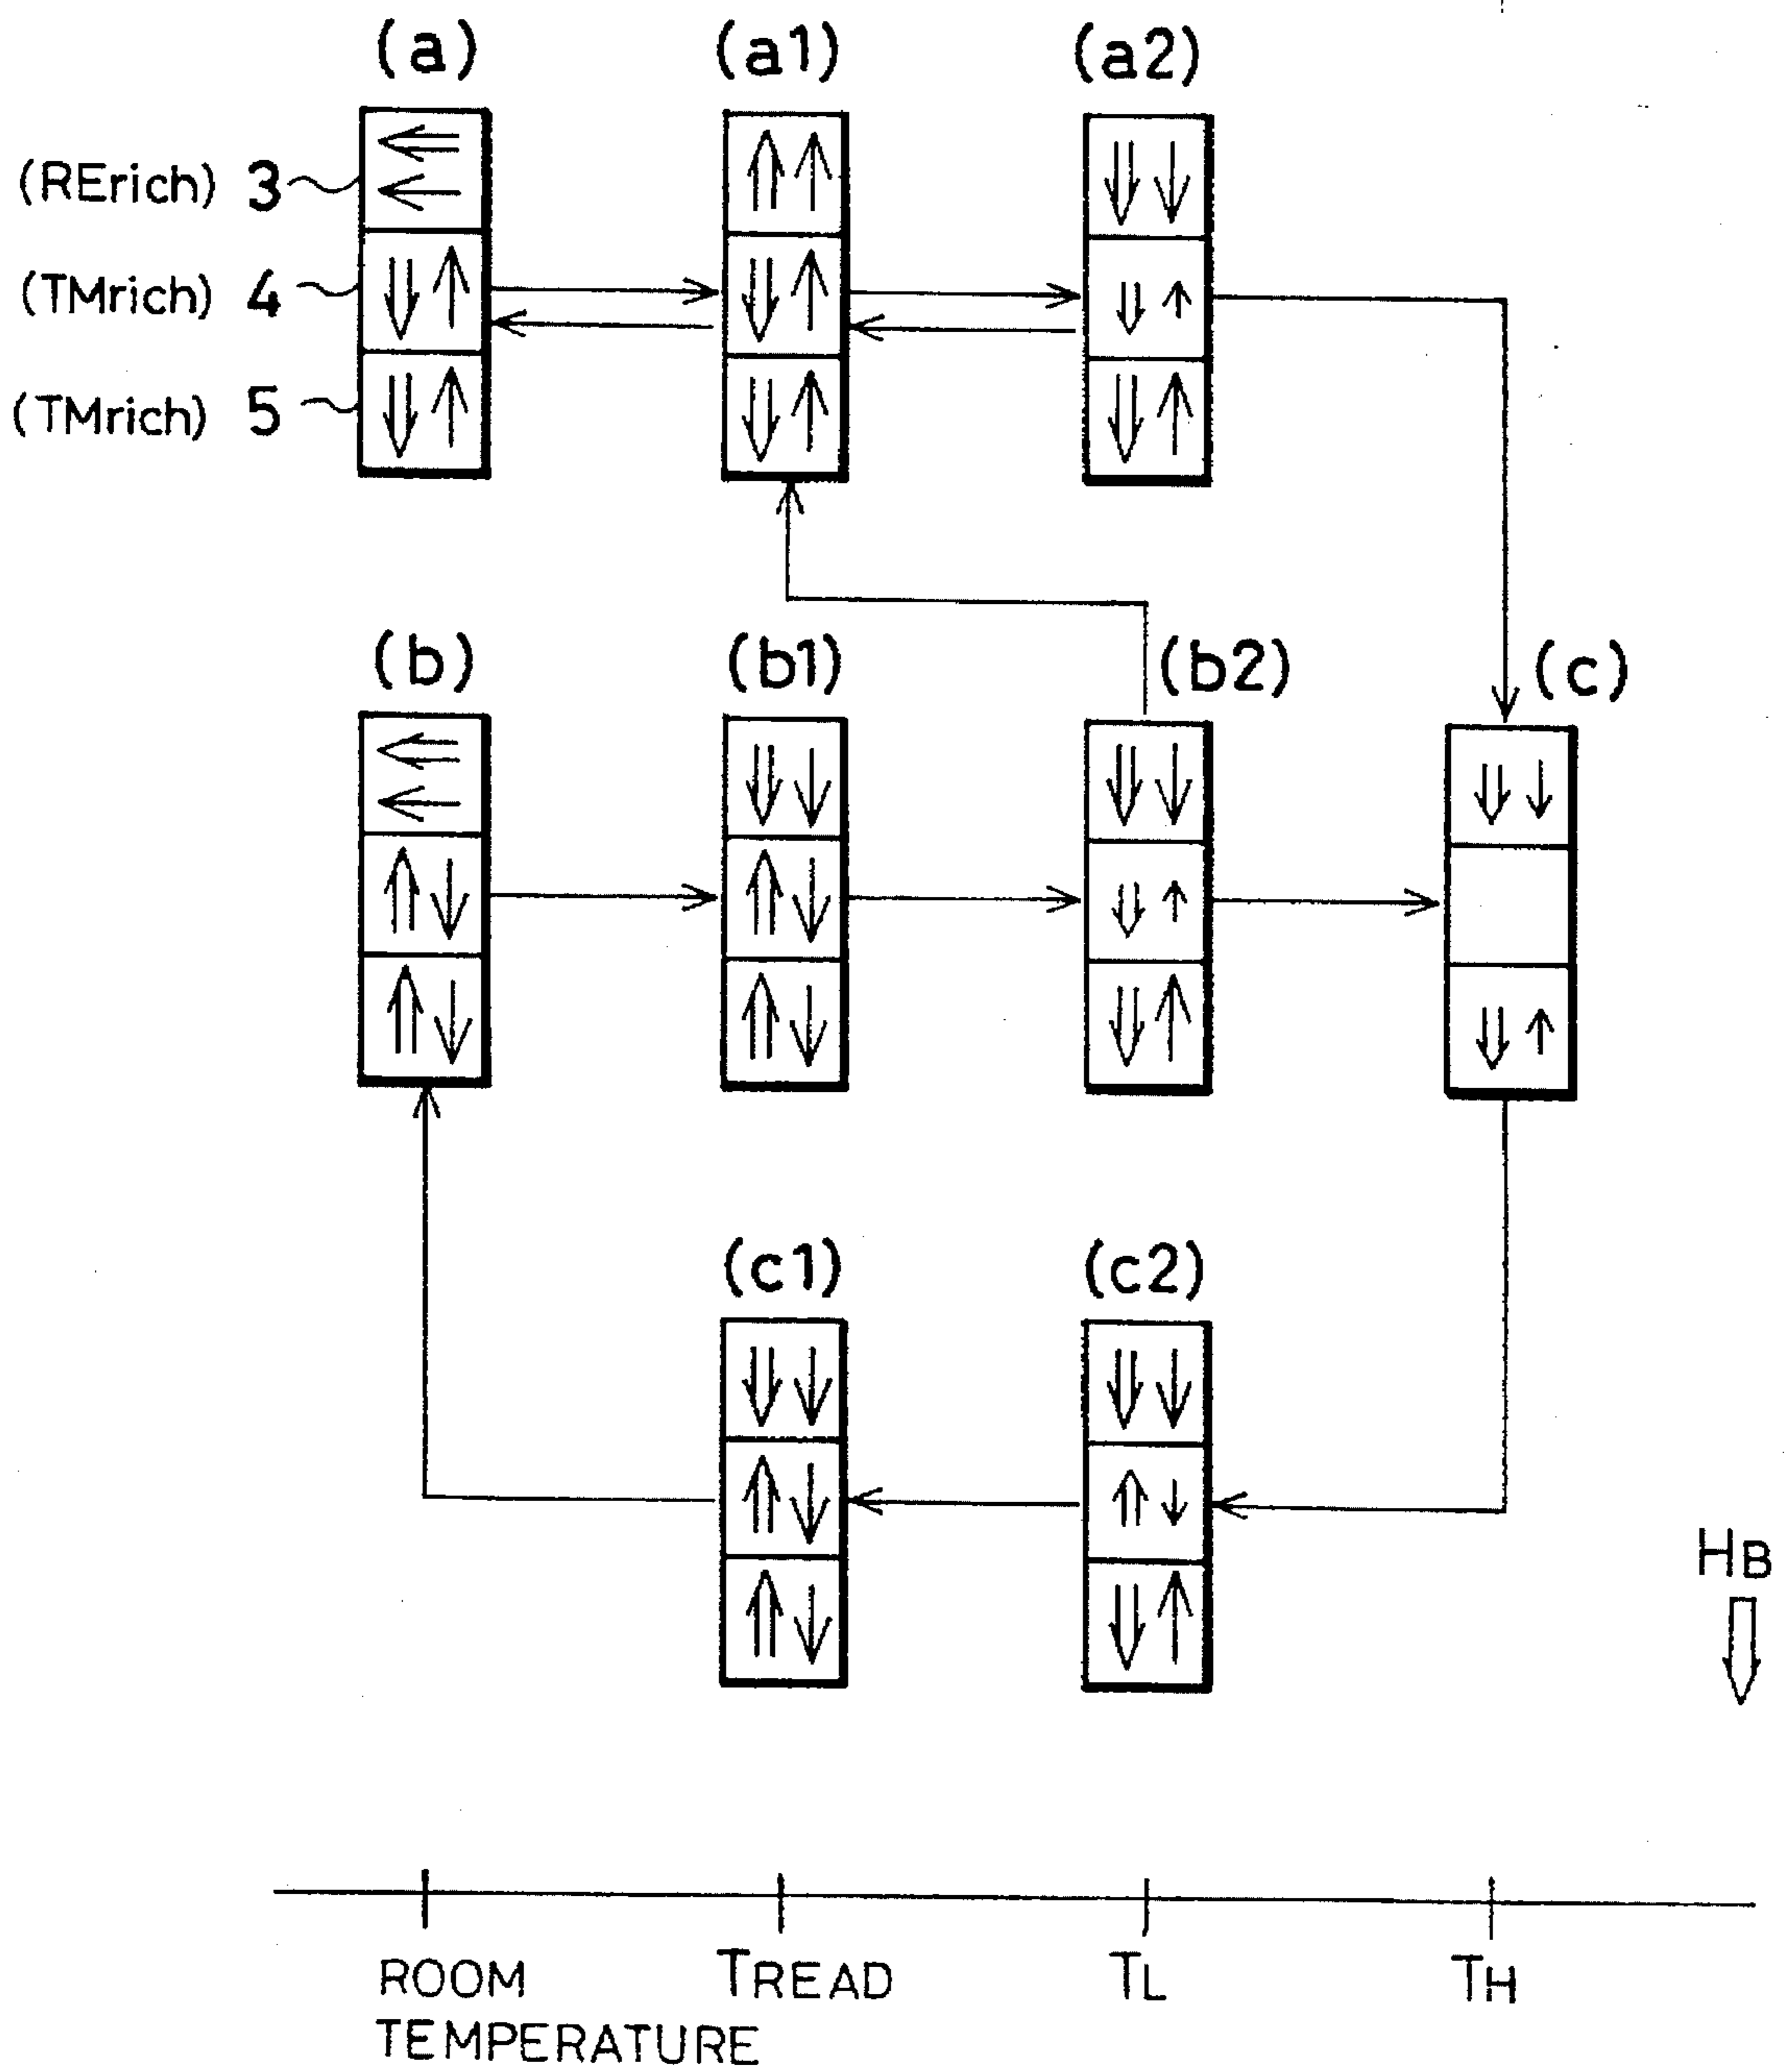 (a) (a1) (a2)
(RErich) 3
(TMrich) 4
(TMrich) 5
(b) (b1) (b2) (c)
(c1) (c2)
HB
ROOM TEMPERATURE TREAD TL TH